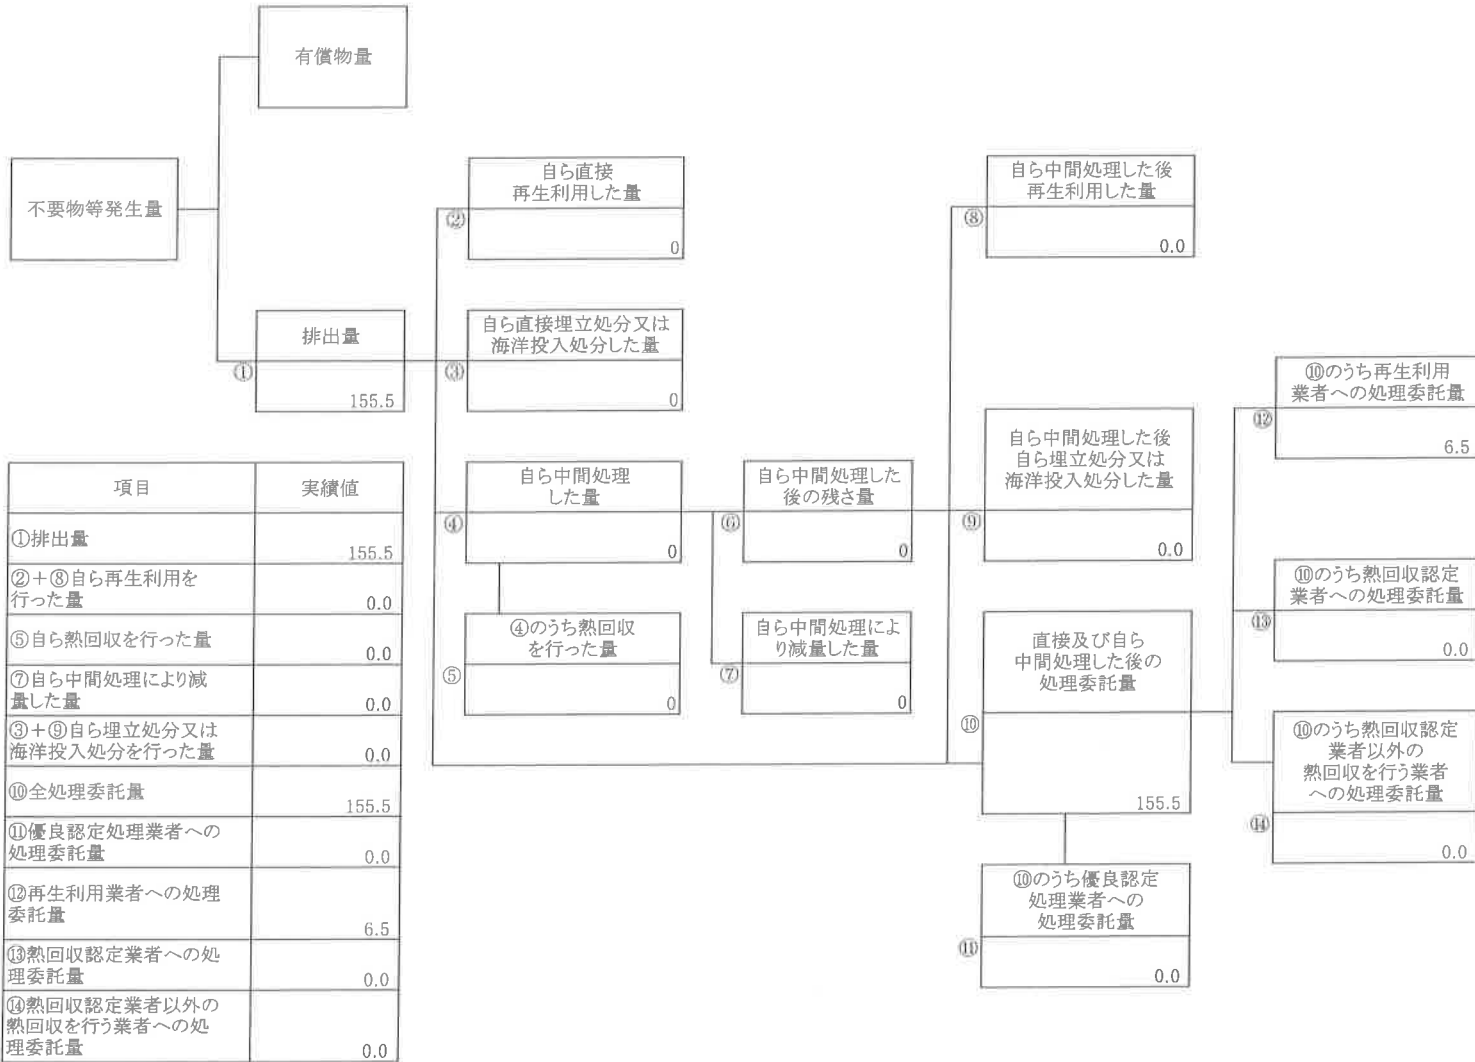 有償物量
不要物等発生量
排出量
①
155.5
自ら直接
再生利用した量
②
0
自ら直接埋立処分又は
海洋投入処分した量
③
0
自ら中間処理
した量
④
0
④のうち熱回収
を行った量
⑤
0
自ら中間処理した
後の残さ量
⑥
0
自ら中間処理によ
り減量した量
⑦
0
自ら中間処理した後
再生利用した量
⑧
0.0
自ら中間処理した後
自ら埋立処分又は
海洋投入処分した量
⑨
0.0
直接及び自ら
中間処理した後の
処理委託量
⑩
155.5
⑩のうち優良認定
処理業者への
処理委託量
⑪
0.0
⑩のうち再生利用
業者への処理委託量
⑫
6.5
⑩のうち熱回収認定
業者への処理委託量
⑬
0.0
⑩のうち熱回収認定
業者以外の
熱回収を行う業者
への処理委託量
⑭
0.0
項目 実績値
①排出量
155.5
②+⑧自ら再生利用を
行った量 0.0
⑤自ら熱回収を行った量
0.0
⑦自ら中間処理により減
量した量 0.0
③+⑨自ら埋立処分又は
海洋投入処分を行った量 0.0
⑩全処理委託量
155.5
⑪優良認定処理業者への
処理委託量 0.0
⑫再生利用業者への処理
委託量
6.5
⑬熱回収認定業者への処
理委託量 0.0
⑭熱回収認定業者以外の
熱回収を行う業者への処
理委託量 0.0